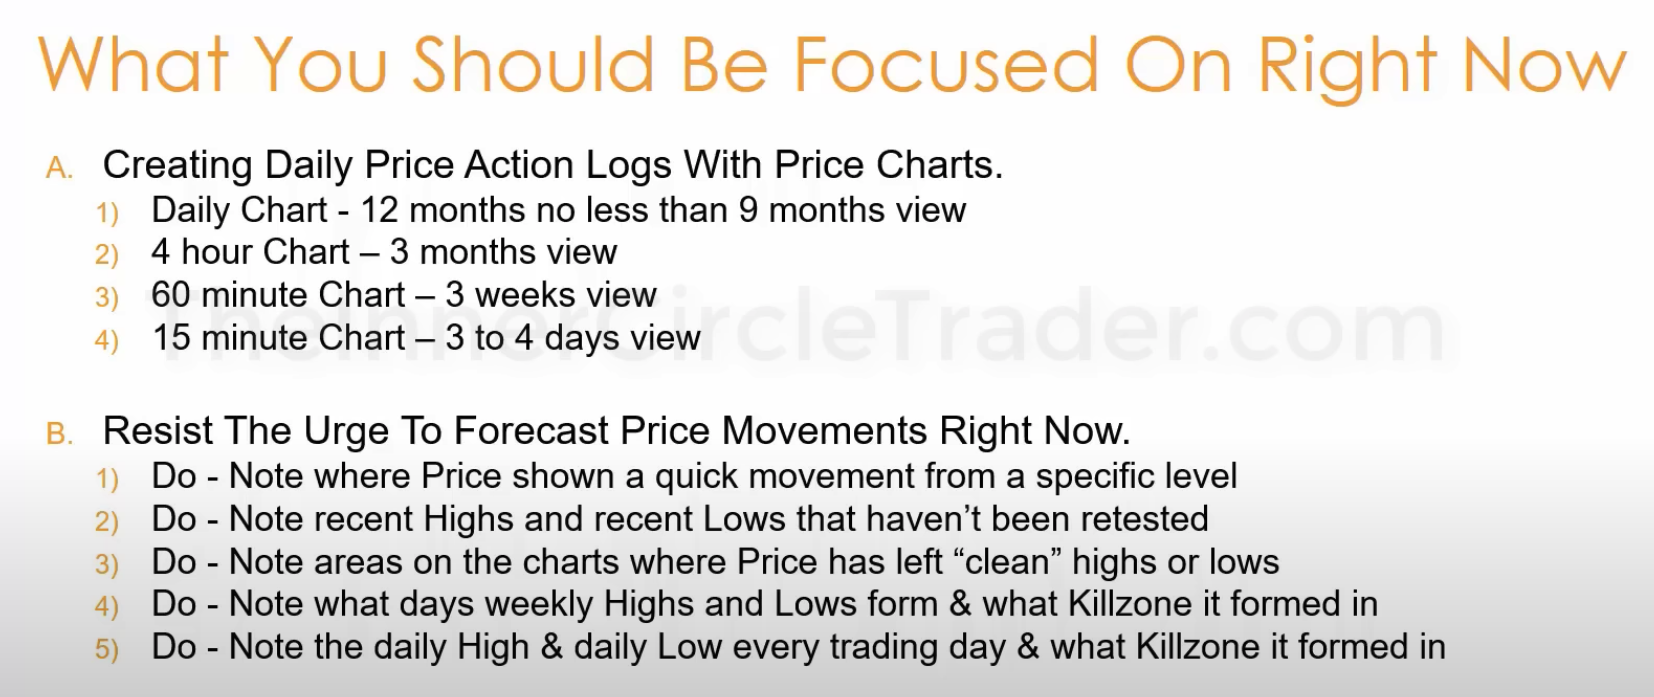 What You Should Be Focused On Right Now
A. Creating Daily Price Action Logs With Price Charts.
1) Daily Chart - 12 months no less than 9 months view
2) 4 hour Chart – 3 months view
3) 60 minute Chart – 3 weeks view
TheInnerCircleTrader.com
4) 15 minute Chart – 3 to 4 days view
B. Resist The Urge To Forecast Price Movements Right Now.
1) Do - Note where Price shown a quick movement from a specific level
2) Do - Note recent Highs and recent Lows that haven’t been retested
3) Do - Note areas on the charts where Price has left “clean” highs or lows
4) Do - Note what days weekly Highs and Lows form & what Killzone it formed in
5) Do - Note the daily High & daily Low every trading day & what Killzone it formed in